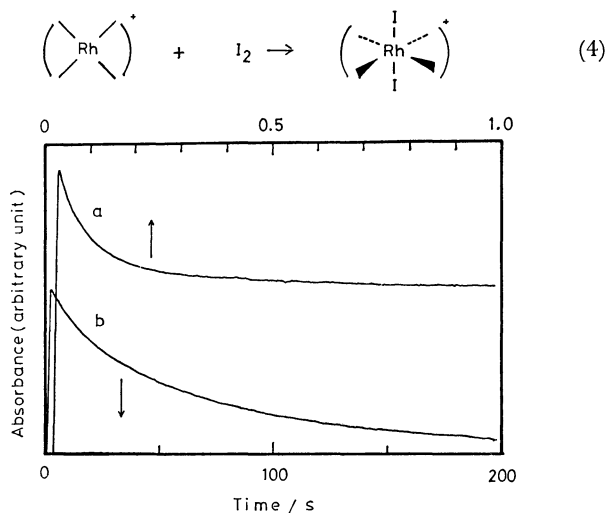 Rh + + I2 → Rh + I I (4)
0 0.5 1.0
a
b
Absorbance (arbitrary unit)
0 100 200
Time / s